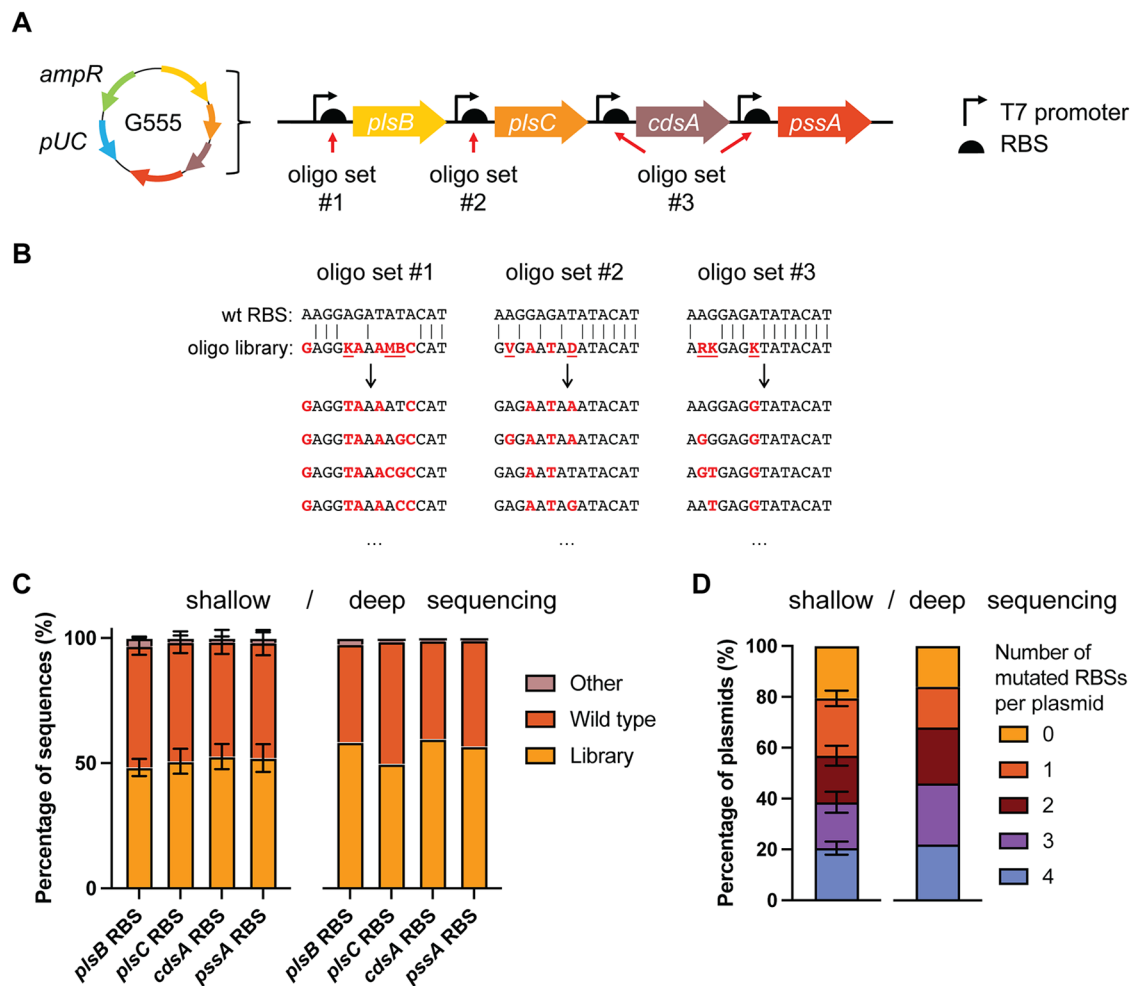 A
ampR
pUC
G555
plsB
plsC
cdsA
pssA
T7 promoter
RBS
oligo set
#1
oligo set
#2
oligo set
#3
B
oligo set #1
oligo set #2
oligo set #3
wt RBS: AAGGAGATATACAT AAGGAGATATACAT AAGGAGATATACAT
oligo library: GAGGKAAAMBCCAT GVGAATADATACAT ARKGAGKTATACAT
GAGGTAAAATCCAT GAGAATAAATACAT AAGGAGGTATACAT
GAGGTAAAAGCCAT GGGAATAAATACAT AGGGAGGTATACAT
GAGGTAAACGCCAT GAGAATATATACAT AGTGAGGTATACAT
GAGGTAAAACCCAT GAGAATAGATACAT AATGAGGTATACAT
... ... ...
C
shallow / deep sequencing
Percentage of sequences (%)
100
50
0
plsB RBS
plsC RBS
cdsA RBS
pssA RBS
plsB RBS
plsC RBS
cdsA RBS
pssA RBS
Other
Wild type
Library
D
shallow / deep sequencing
Percentage of plasmids (%)
100
80
60
40
20
0
Number of
mutated RBSs
per plasmid
0
1
2
3
4